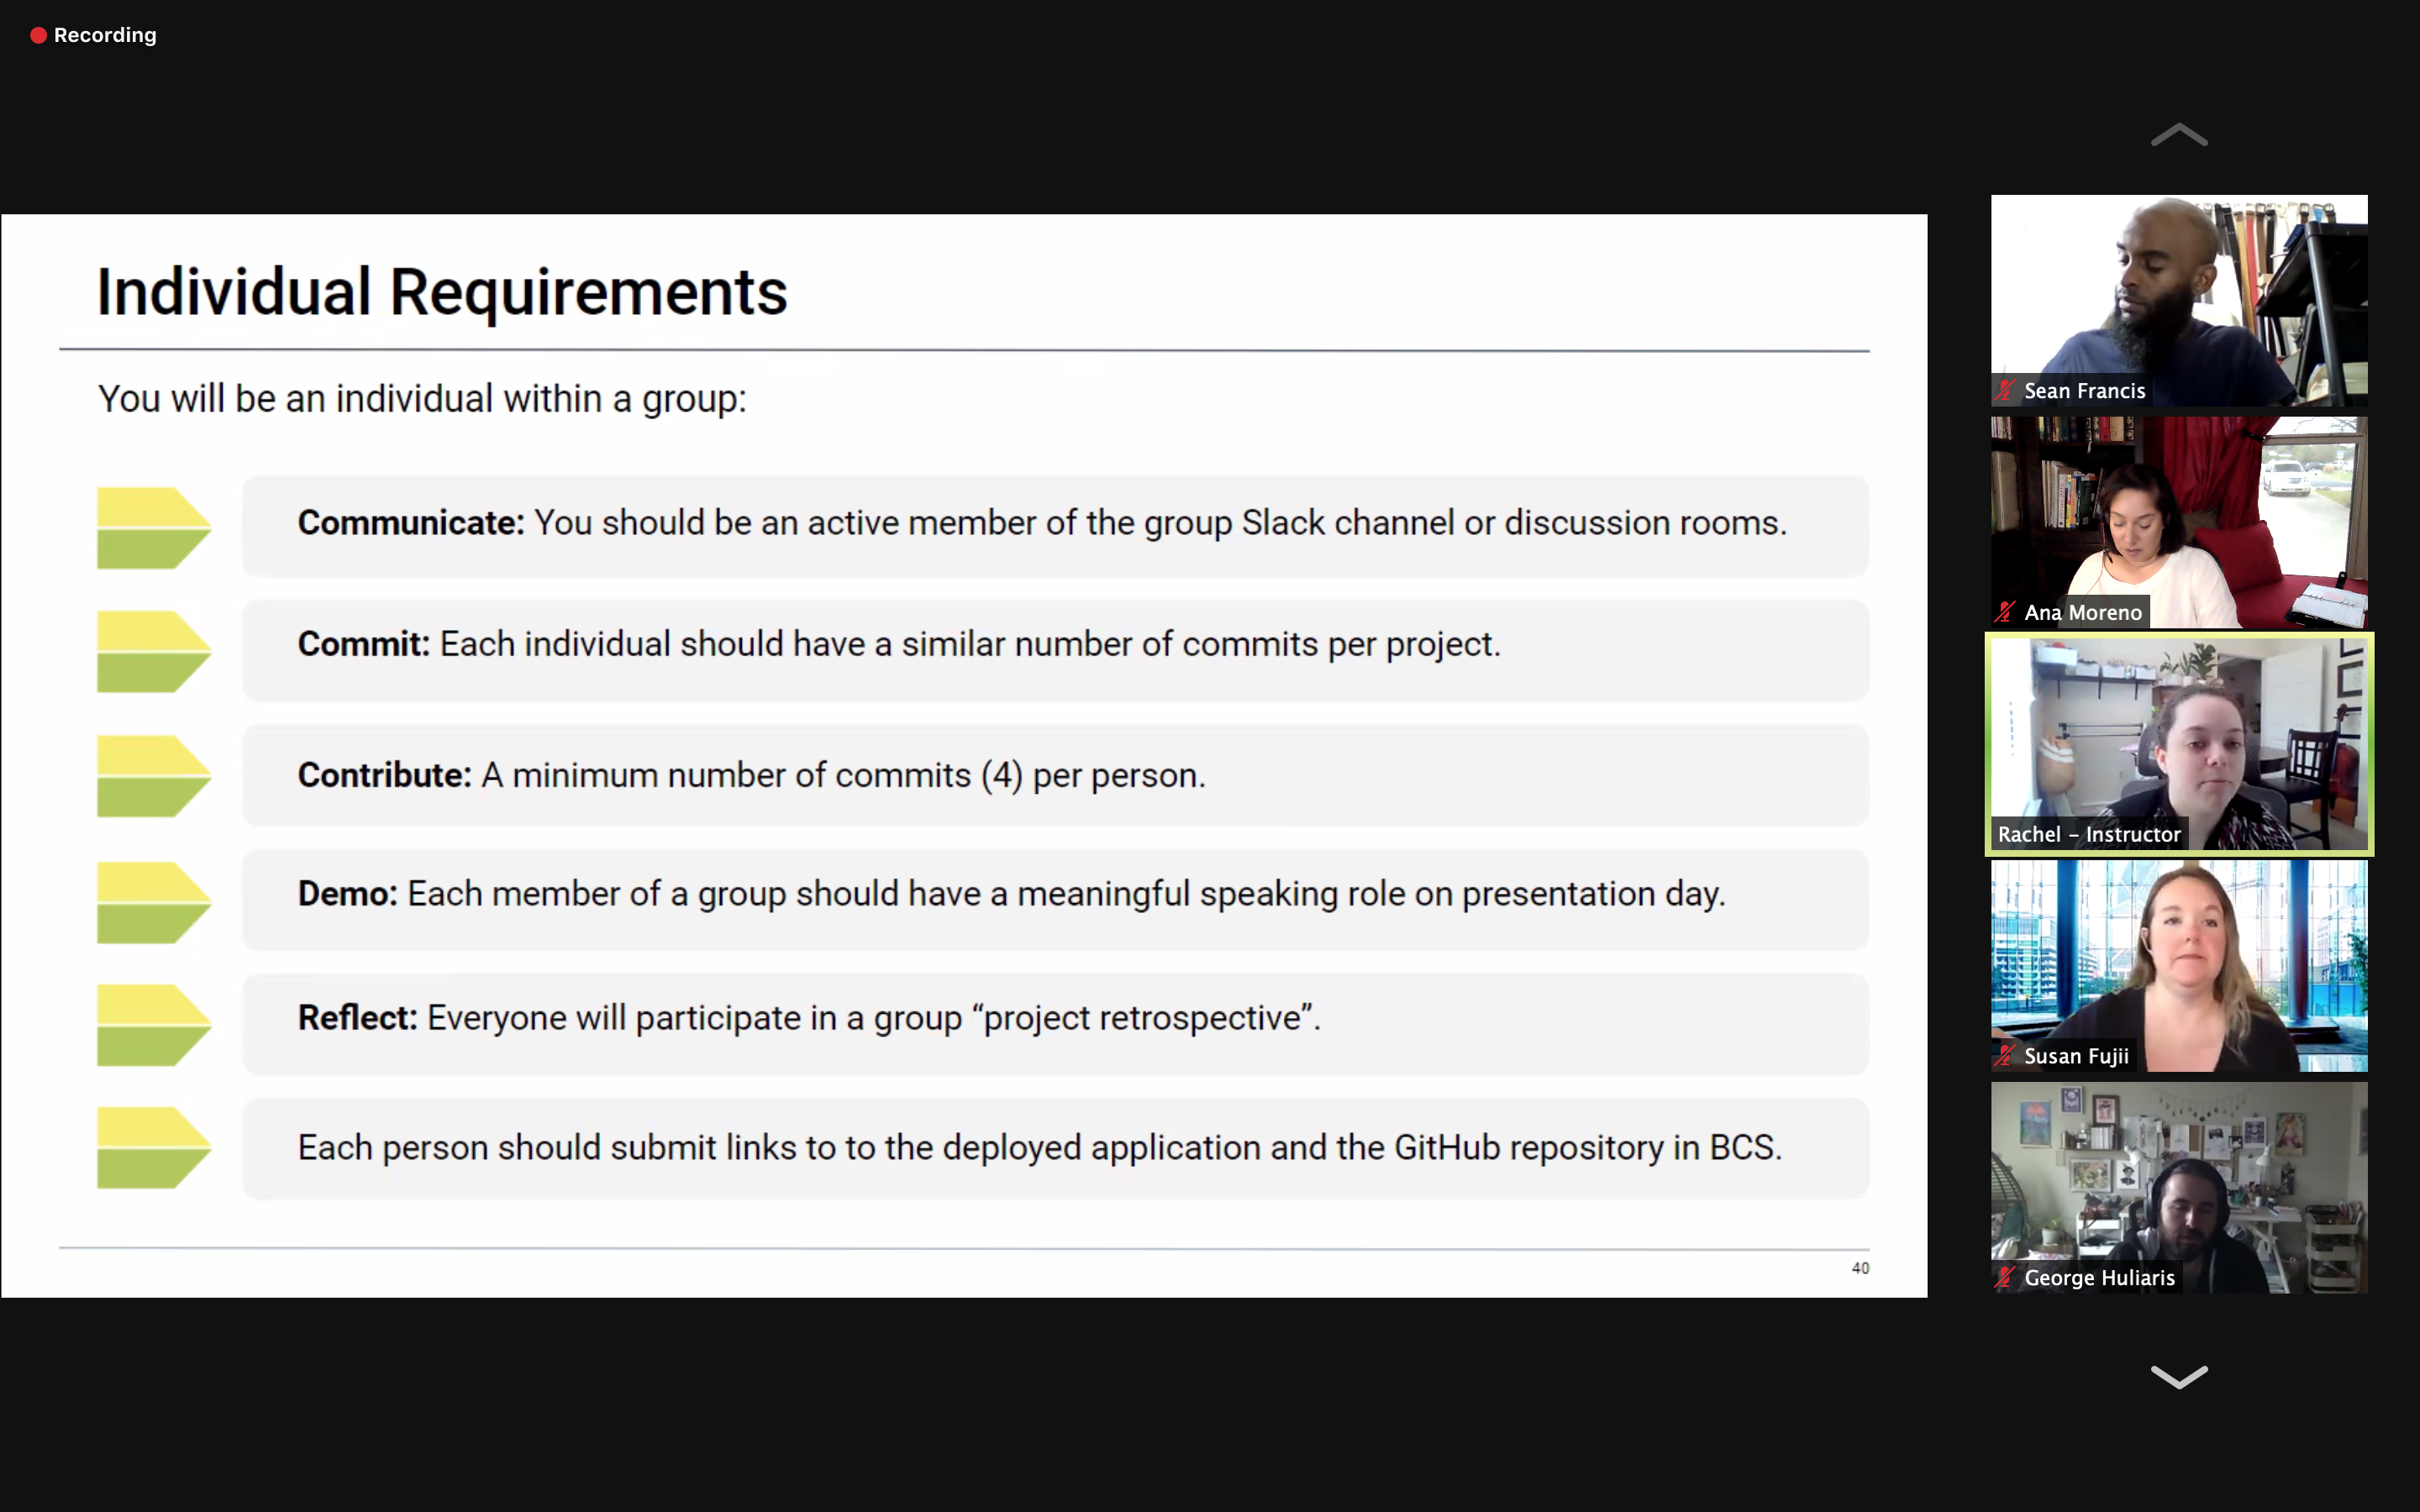 Recording
Individual Requirements
You will be an individual within a group:
Communicate: You should be an active member of the group Slack channel or discussion rooms.
Commit: Each individual should have a similar number of commits per project.
Contribute: A minimum number of commits (4) per person.
Demo: Each member of a group should have a meaningful speaking role on presentation day.
Reflect: Everyone will participate in a group “project retrospective”.
Each person should submit links to to the deployed application and the GitHub repository in BCS.
40
Sean Francis
Ana Moreno
Rachel – Instructor
Susan Fujii
George Huliaris